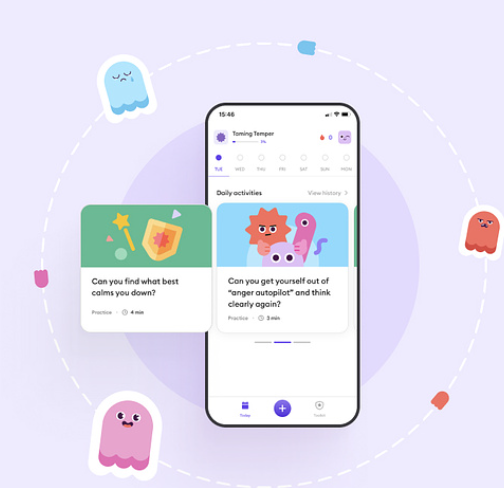 15:46
Taming Temper
1%
0
TUE WED THU FRI SAT SUN MON
Daily activities
View history
Can you find what best
calms you down?
Practice · 4 min
Can you get yourself out of
“anger autopilot” and think
clearly again?
Practice · 3 min
Today
Toolkit